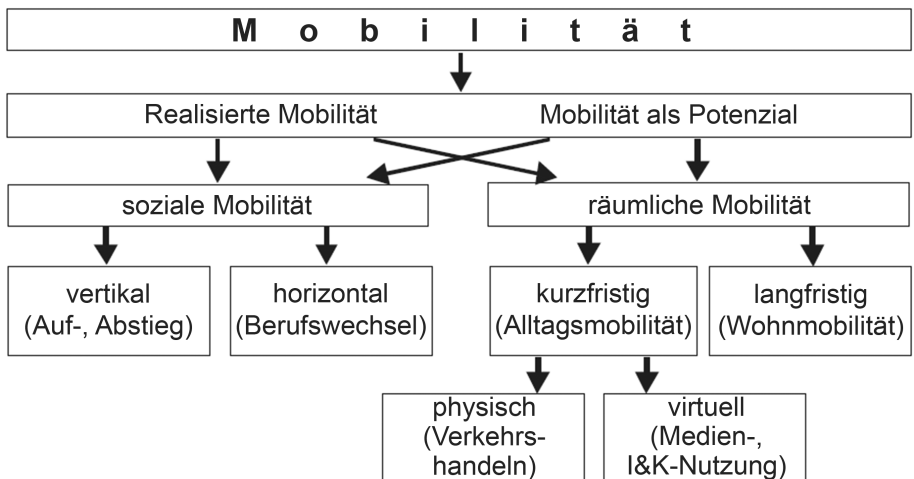 Mobilität
Realisierte Mobilität Mobilität als Potenzial
soziale Mobilität
räumliche Mobilität
vertikal
(Auf-, Abstieg)
horizontal
(Berufswechsel)
kurzfristig
(Alltagsmobilität)
langfristig
(Wohnmobilität)
physisch
(Verkehrs-
handeln)
virtuell
(Medien-,
I&K-Nutzung)